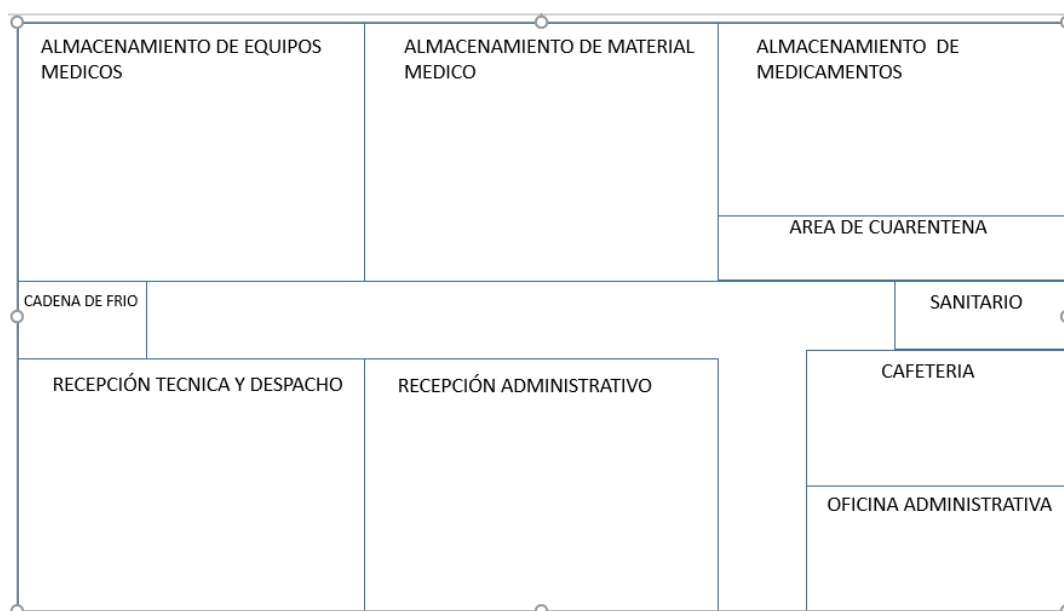 ALMACENAMIENTO DE EQUIPOS
MEDICOS
ALMACENAMIENTO DE MATERIAL
MEDICO
ALMACENAMIENTO DE
MEDICAMENTOS
AREA DE CUARENTENA
CADENA DE FRIO
SANITARIO
RECEPCIÓN TECNICA Y DESPACHO
RECEPCIÓN ADMINISTRATIVO
CAFETERIA
OFICINA ADMINISTRATIVA